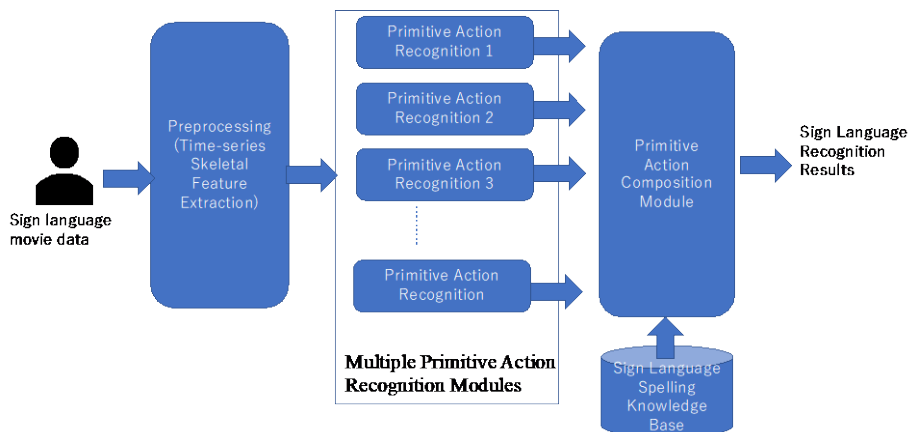 Sign language
movie data
Preprocessing
(Time-series
Skeletal
Feature
Extraction)
Primitive Action
Recognition 1
Primitive Action
Recognition 2
Primitive Action
Recognition 3
Primitive Action
Recognition
Multiple Primitive Action
Recognition Modules
Primitive
Action
Composition
Module
Sign Language
Spelling
Knowledge
Base
Sign Language
Recognition
Results